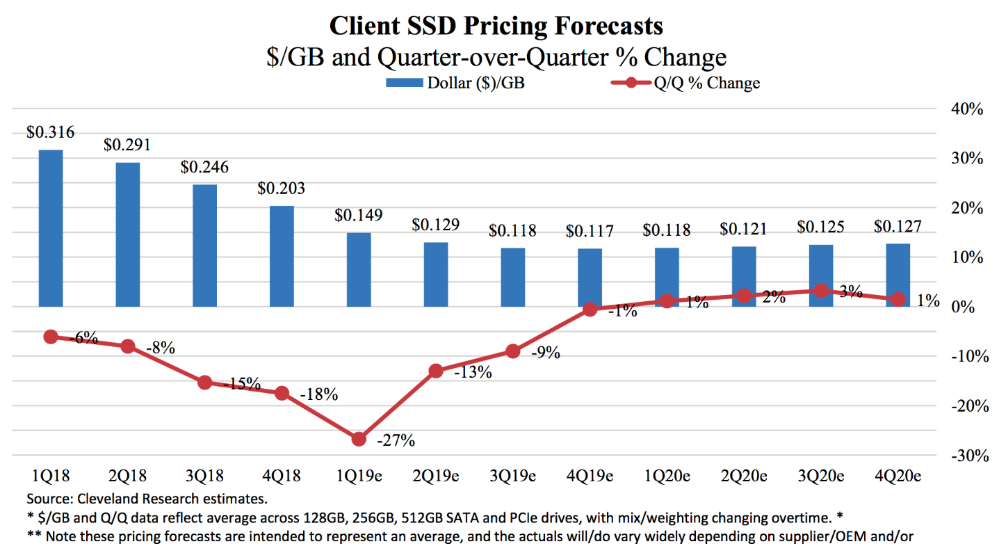 Client SSD Pricing Forecasts
$/GB and Quarter-over-Quarter % Change
Dollar ($)/GB Q/Q % Change
40%
30%
20%
10%
0%
-10%
-20%
-30%
$0.316 $0.291 $0.246 $0.203 $0.149 $0.129 $0.118 $0.117 $0.118 $0.121 $0.125 $0.127
-6% -8% -15% -18% -27% -13% -9% -1% 1% 2% 3% 1%
1Q18 2Q18 3Q18 4Q18 1Q19e 2Q19e 3Q19e 4Q19e 1Q20e 2Q20e 3Q20e 4Q20e
Source: Cleveland Research estimates.
* $/GB and Q/Q data reflect average across 128GB, 256GB, 512GB SATA and PCIe drives, with mix/weighting changing overtime. *
** Note these pricing forecasts are intended to represent an average, and the actuals will/do vary widely depending on supplier/OEM and/or